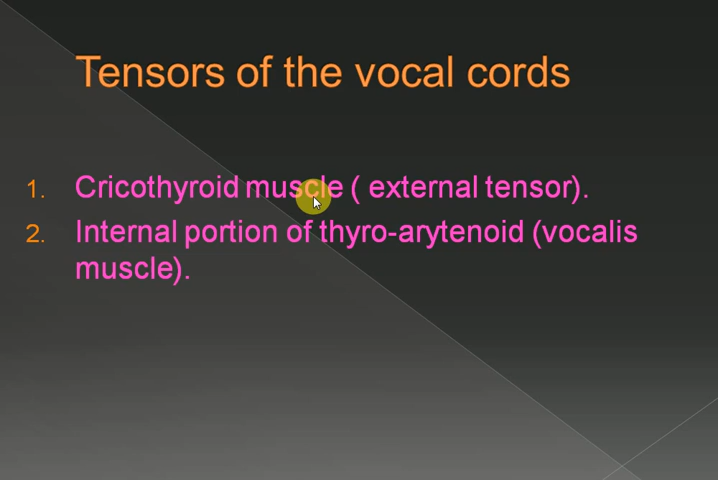 Tensors of the vocal cords
1. Cricothyroid muscle ( external tensor).
2. Internal portion of thyro-arytenoid (vocalis
muscle).